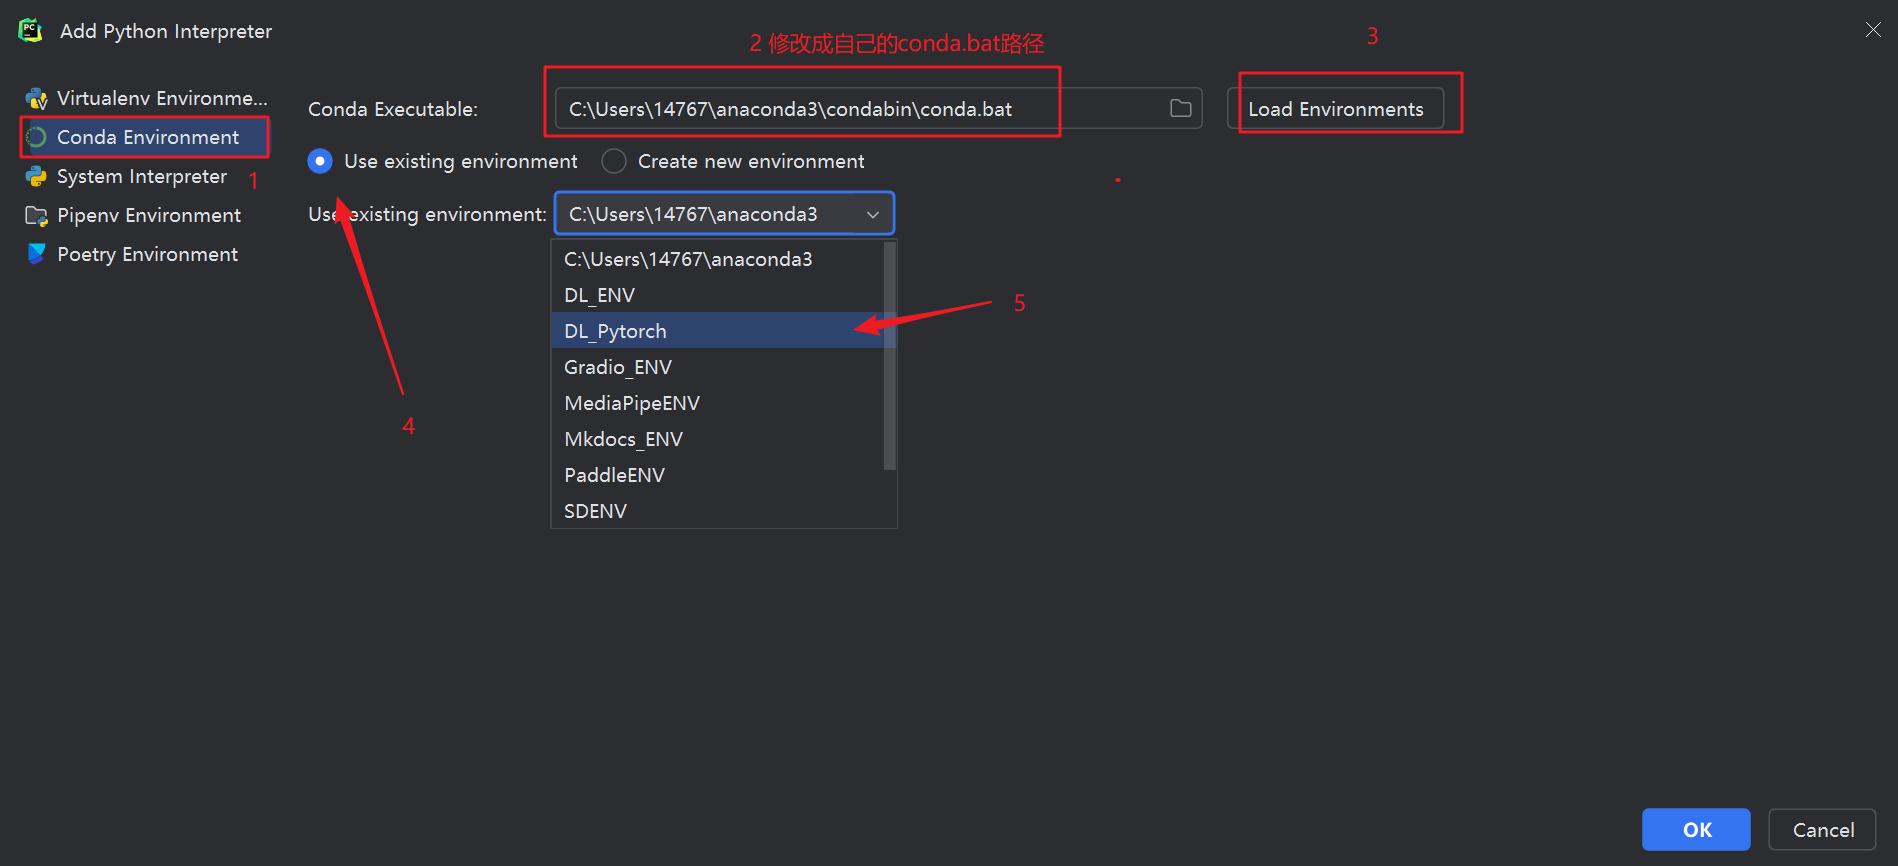 Add Python Interpreter
2 修改成自己的conda.bat路径
3
Virtualenv Environme...
Conda Environment
System Interpreter
1
Pipenv Environment
Poetry Environment
Conda Executable:
C:\Users\14767\anaconda3\condabin\conda.bat
Load Environments
Use existing environment
Create new environment
Use existing environment:
C:\Users\14767\anaconda3
C:\Users\14767\anaconda3
DL_ENV
DL_Pytorch
Gradio_ENV
MediaPipeENV
Mkdocs_ENV
PaddleENV
SDENV
5
4
OK
Cancel